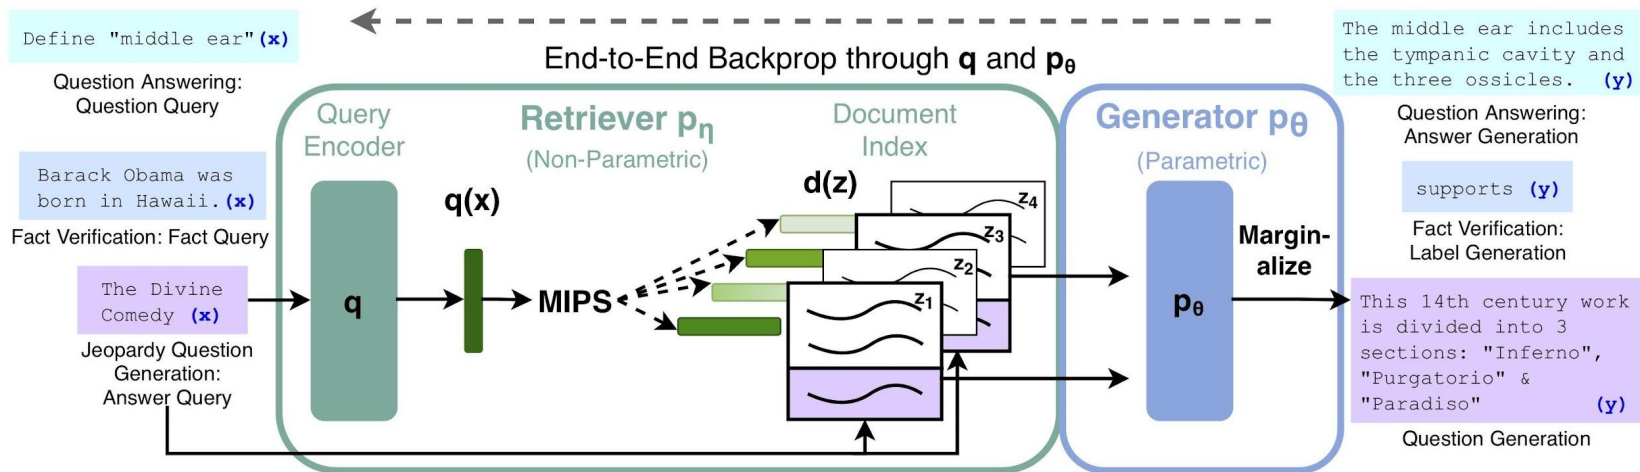 Define "middle ear" (x)
Question Answering:
Question Query
Barack Obama was
born in Hawaii. (x)
Fact Verification: Fact Query
The Divine
Comedy (x)
Jeopardy Question
Generation:
Answer Query
End-to-End Backprop through q and pθ
Query
Encoder
Retriever pη
(Non-Parametric)
Document
Index
q
q(x)
MIPS
d(z)
z4
z3
z2
z1
Generator pθ
(Parametric)
pθ
Margin-
alize
The middle ear includes
the tympanic cavity and
the three ossicles. (y)
Question Answering:
Answer Generation
supports (y)
Fact Verification:
Label Generation
This 14th century work
is divided into 3
sections: "Inferno",
"Purgatorio" &
"Paradiso" (y)
Question Generation